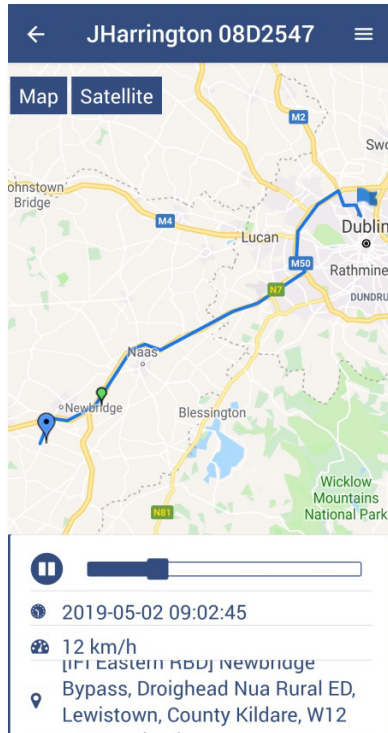 JHarrington 08D2547
Map Satellite
M2
Swo
ohnstown
Bridge
M4
Lucan
Dublin
M50
Rathmine
N7
DUNDRU
Naas
Newbridge
Blessington
Wicklow
Mountains
National Park
N81
2019-05-02 09:02:45
12 km/h
[IFI Eastern RBD] Newbridge
Bypass, Droighead Nua Rural ED,
Lewistown, County Kildare, W12